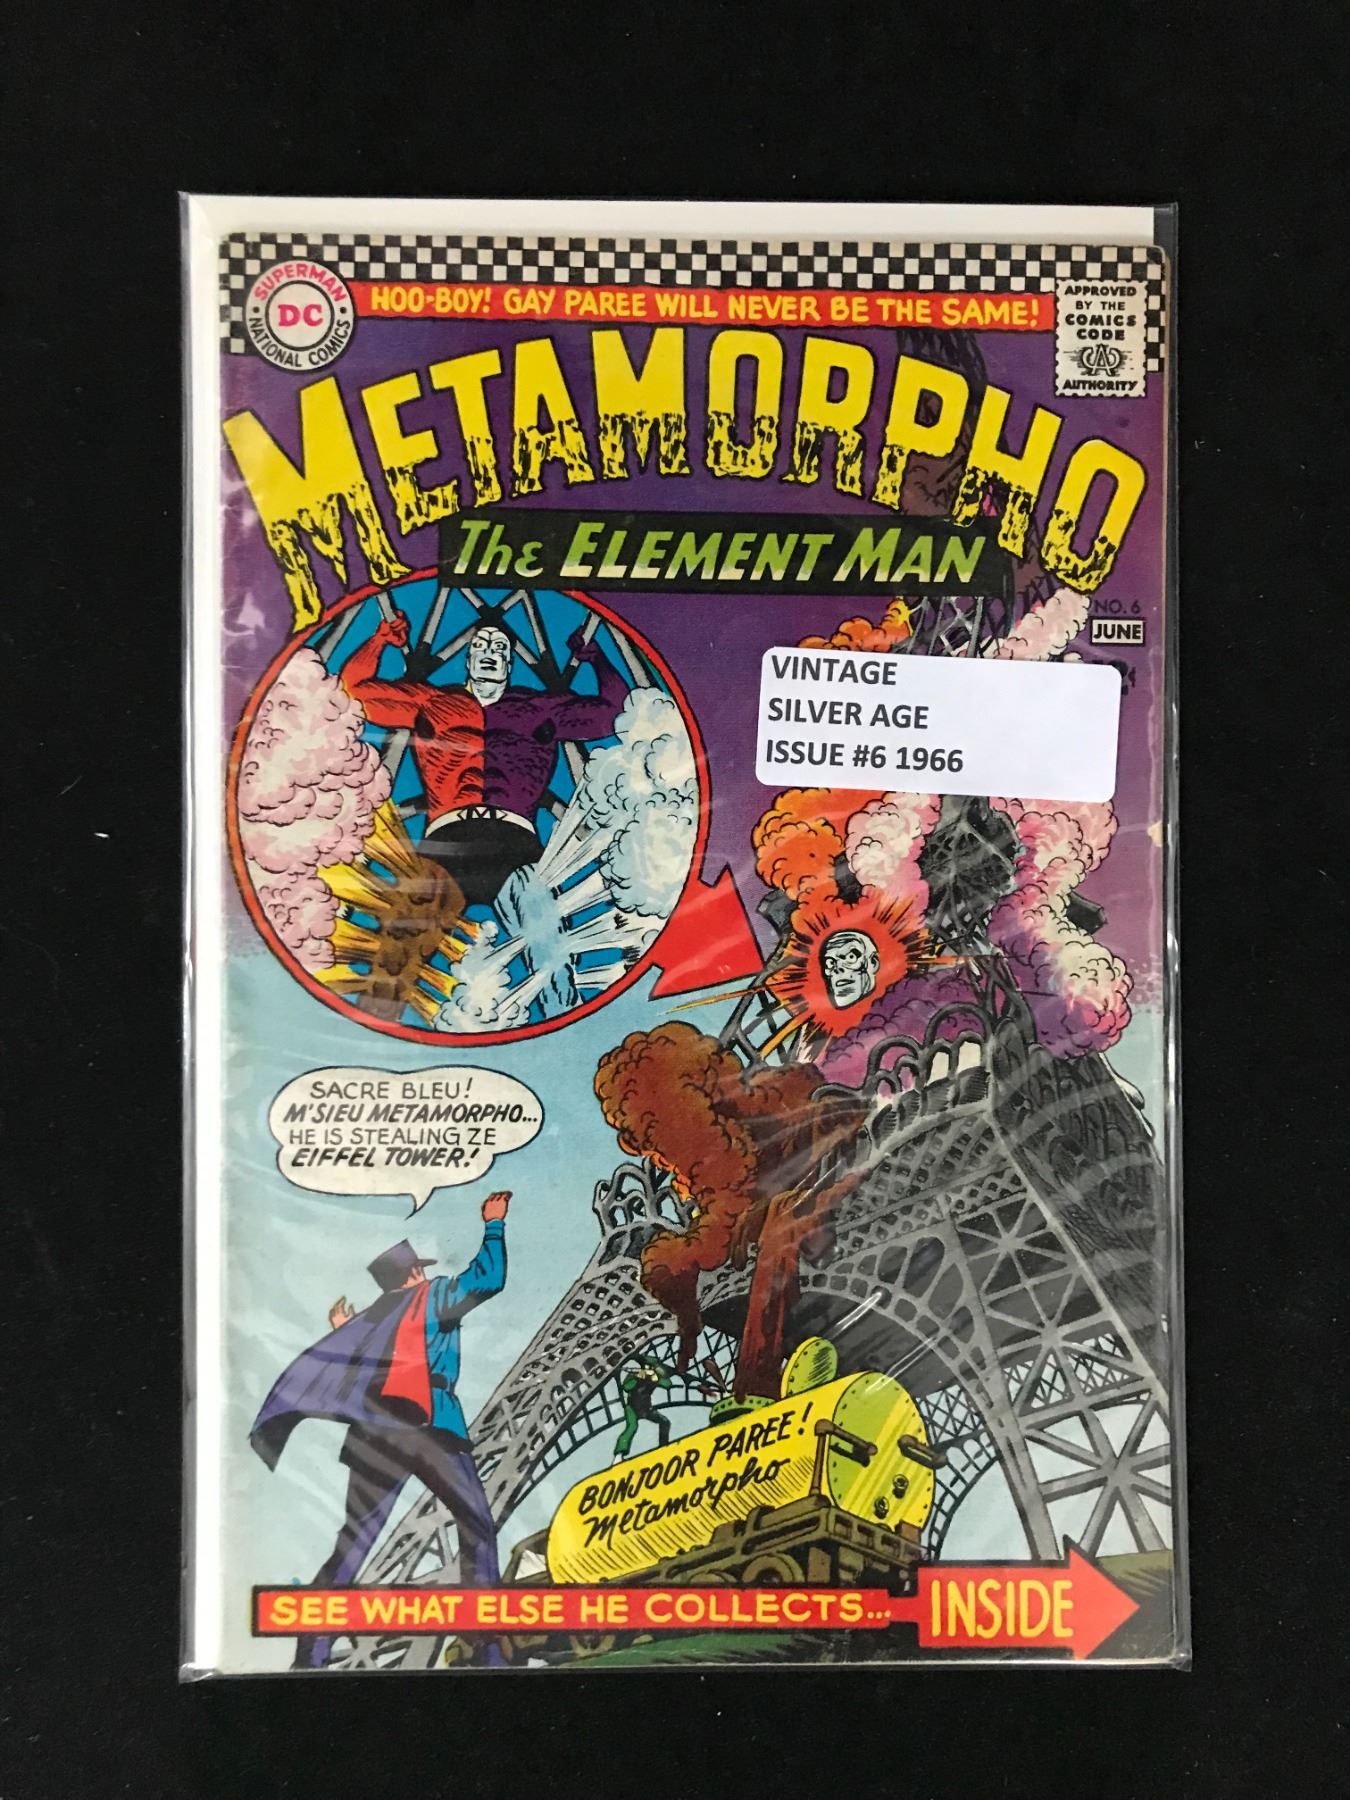 HOO-BOY! GAY PAREE WILL NEVER BE THE SAME!
SUPERMAN
DC
NATIONAL COMICS
APPROVED
BY THE
COMICS
CODE
CA
AUTHORITY
METAMORPHO
The ELEMENT MAN
NO. 6
JUNE
VINTAGE
SILVER AGE
ISSUE #6 1966
M
SACRE BLEU!
M'SIEU METAMORPHO...
HE IS STEALING ZE
EIFFEL TOWER!
BONJOOR PAREE!
Metamorpho
SEE WHAT ELSE HE COLLECTS... INSIDE